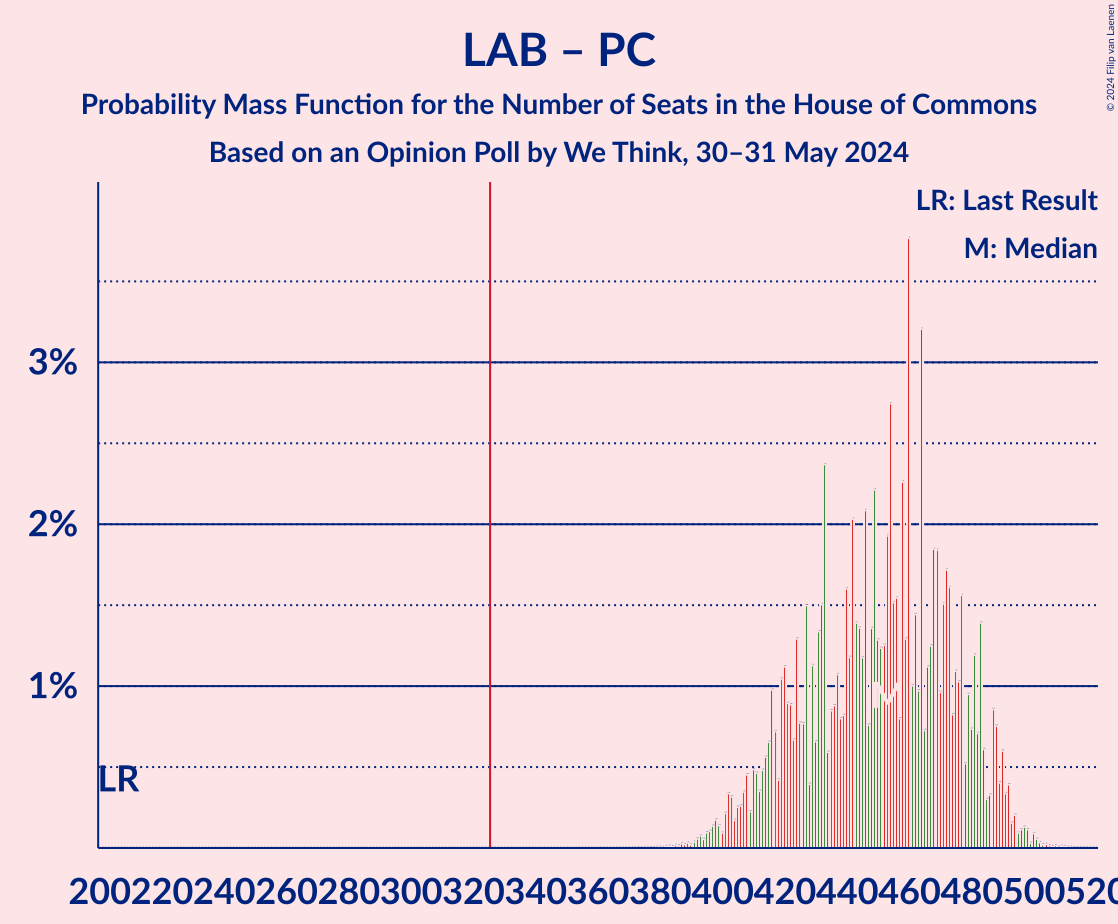 LAB – PC
Probability Mass Function for the Number of Seats in the House of Commons
Based on an Opinion Poll by We Think, 30–31 May 2024
© 2024 Filip van Laenen
LR: Last Result
M: Median
3%
2%
1%
M
LR
200220240260280300320340360380400420440460480500520